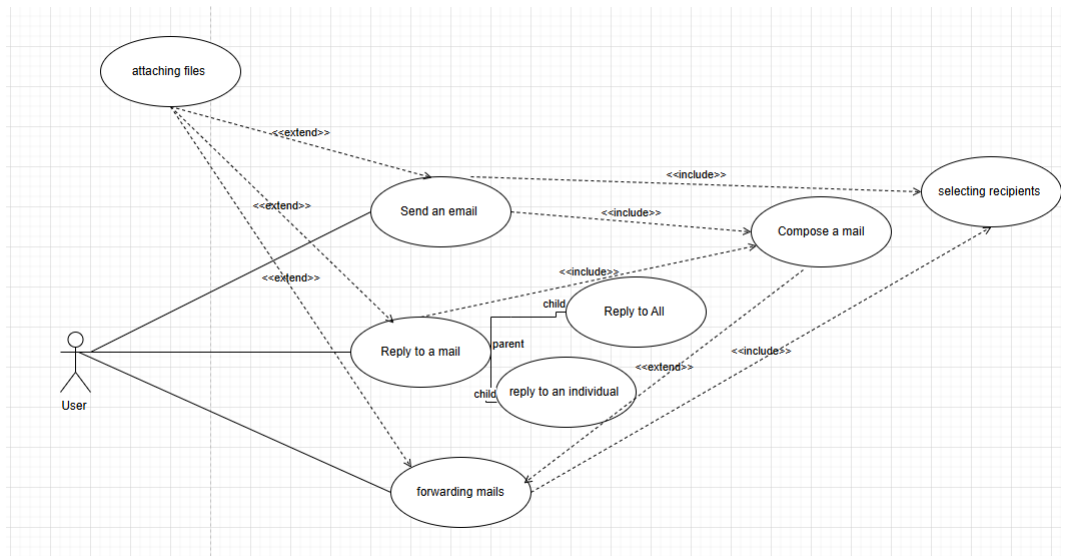 attaching files
<<extend>>
<<include>>
selecting recipients
<<extend>>
Send an email
<<include>>
Compose a mail
<<extend>>
<<include>>
child
Reply to All
Reply to a mail
parent
<<include>>
<<extend>>
child
reply to an individual
User
forwarding mails